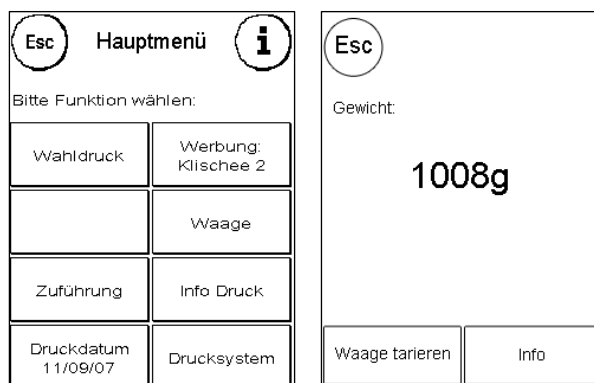 Esc Hauptmenü i
Bitte Funktion wählen:
Wahldruck
Werbung:
Klischee 2
Waage
Zuführung
Info Druck
Druckdatum
11/09/07
Drucksystem
Esc
Gewicht:
1008g
Waage tarieren
Info